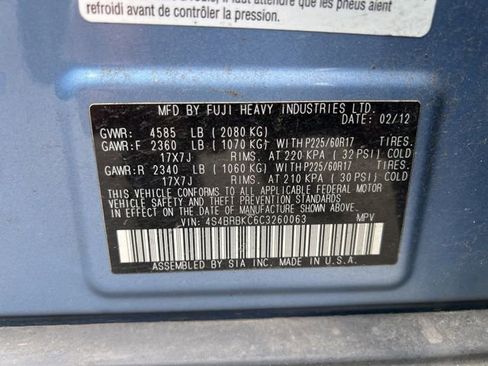 refroidi avant de contrôler la pression.
MFD BY FUJI HEAVY INDUSTRIES LTD.
DATE: 02/12
GVWR: 4585 LB (2080 KG)
GAWR:F 2360 LB (1070 KG) WITH P225/60R17 TIRES.
17X7J RIMS. AT 220 KPA (32 PSI) COLD
GAWR:R 2340 LB (1060 KG) WITH P225/60R17 TIRES.
17X7J RIMS. AT 210 KPA (30 PSI) COLD
THIS VEHICLE CONFORMS TO ALL APPLICABLE FEDERAL MOTOR
VEHICLE SAFETY AND THEFT PREVENTION STANDARDS IN
EFFECT ON THE DATE OF MANUFACTURE SHOWN ABOVE.
VIN: 4S4BRBKC6C3260063 MPV
ASSEMBLED BY SIA INC. MADE IN U.S.A.